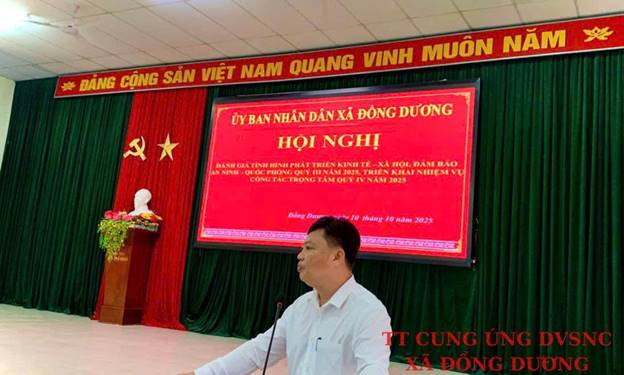 ĐẢNG CỘNG SẢN VIỆT NAM QUANG VINH MUÔN NĂM
ỦY BAN NHÂN DÂN XÃ ĐỒNG DƯƠNG
HỘI NGHỊ
ĐÁNH GIÁ TÌNH HÌNH PHÁT TRIỂN KINH TẾ - XÃ HỘI, ĐẢM BẢO
AN NINH - QUỐC PHÒNG QUÝ III NĂM 2025, TRIỂN KHAI NHIỆM VỤ
CÔNG TÁC TRỌNG TÂM QUÝ IV NĂM 2025
Đồng Dương, ngày 10 tháng 10 năm 2025
TT CUNG ỨNG DVSNC
XÃ ĐỒNG DƯƠNG